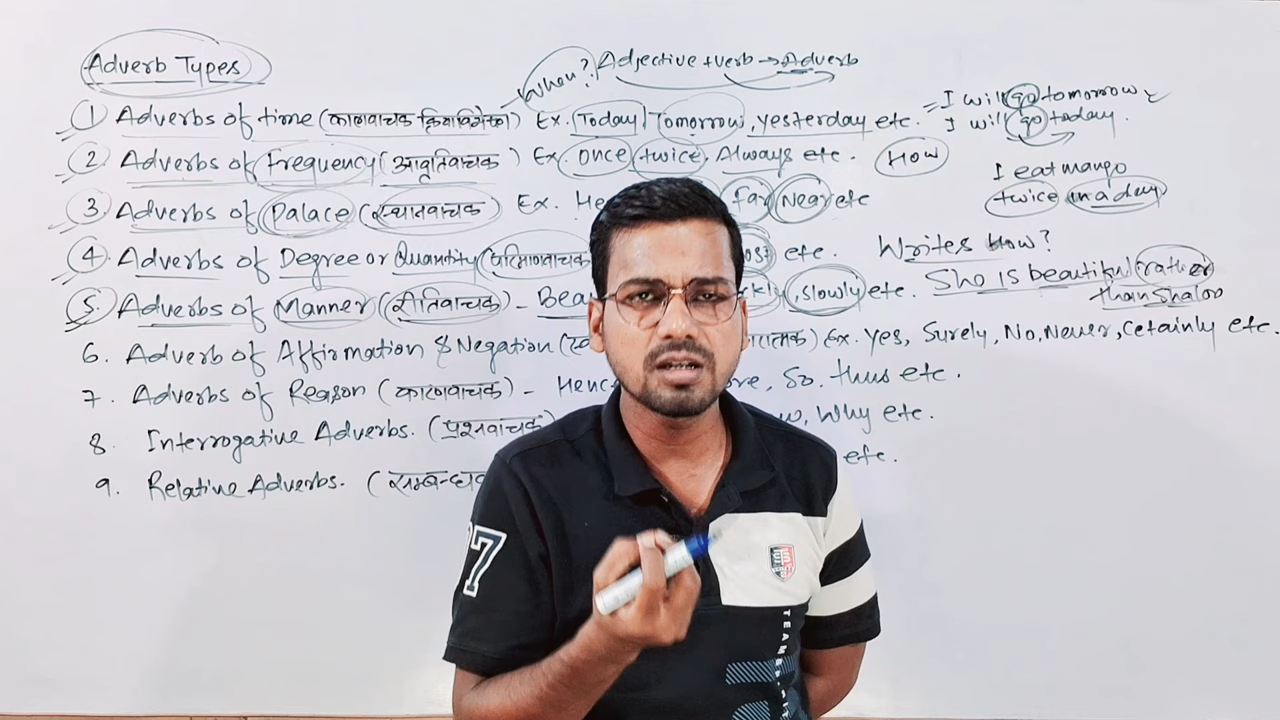 Adverb Types
When? Adjective + verb → Adverb
1 Adverbs of time (कालवाचक क्रियाविशेषण) Ex. (Today) Tomorrow, yesterday etc. = I will go tomorrow
I will go today.
2 Adverbs of frequency (आवृत्तिवाचक) Ex. once, twice, Always etc. How
I eat mango
twice in a day
3. Adverbs of Palace (स्थानवाचक) Ex. He far, Near etc
4. Adverbs of Degree or Quantity (परिमाणवाचक etc. Writes How?
5. Adverbs of Manner (रीतिवाचक) - Bea kly, slowly etc. She Is beautiful rather
than Shaloo
6. Adverb of Affirmation & Negation ( Ex. Yes, Surely, No, Never, Cetainly etc.
7. Adverbs of Reason (कारणवाचक) - Henc re, So, thus etc.
8. Interrogative Adverbs. (प्रश्नवाचक) w, Why etc.
9. Relative Adverbs. (सम्बन्धव etc.
7
TEAM